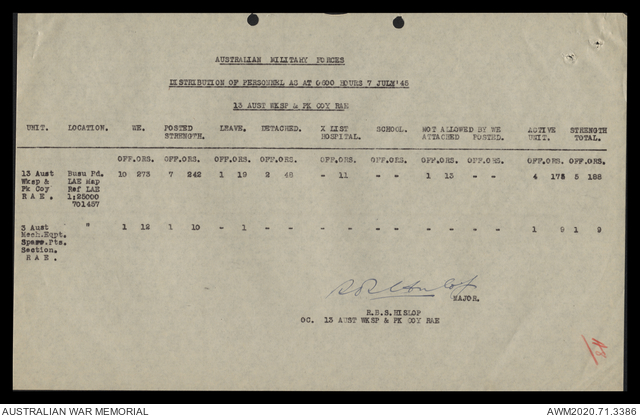 AUSTRALIAN MILITARY FORCES
DISTRIBUTION OF PERSONNEL AS AT 0600 HOURS 7 JULY'45
13 AUST WKSP & PK COY RAE
UNIT. LOCATION. WE. POSTED LEAVE. DETACHED. X LIST SCHOOL. NOT ALLOWED BY WE ACTIVE STRENGTH
STRENGTH. HOSPITAL. ATTACHED POSTED. UNIT. TOTAL.
OFF.ORS. OFF. ORS. OFF.ORS. OFF.ORS. OFF. ORS. OFF. ORS. OFF. ORS. OFF.ORS. OFF. ORS. OFF.ORS.
13 Aust Busu Pd. 10 273 7 242 1 19 2 48 - 11 - - 1 13 - - 4 175 5 188
Wksp & LAE Map
Pk Coy Ref LAE
R A E . 1:25000
701457
3 Aust " 1 12 1 10 - 1 - - - - - - - - - - 1 9 1 9
Mech.Eqpt.
Spare.Pts.
Section.
R A E .
MAJOR.
R.B.S. HISLOP
OC. 13 AUST WKSP & PK COY RAE
AUSTRALIAN WAR MEMORIAL AWM2020.71.3386